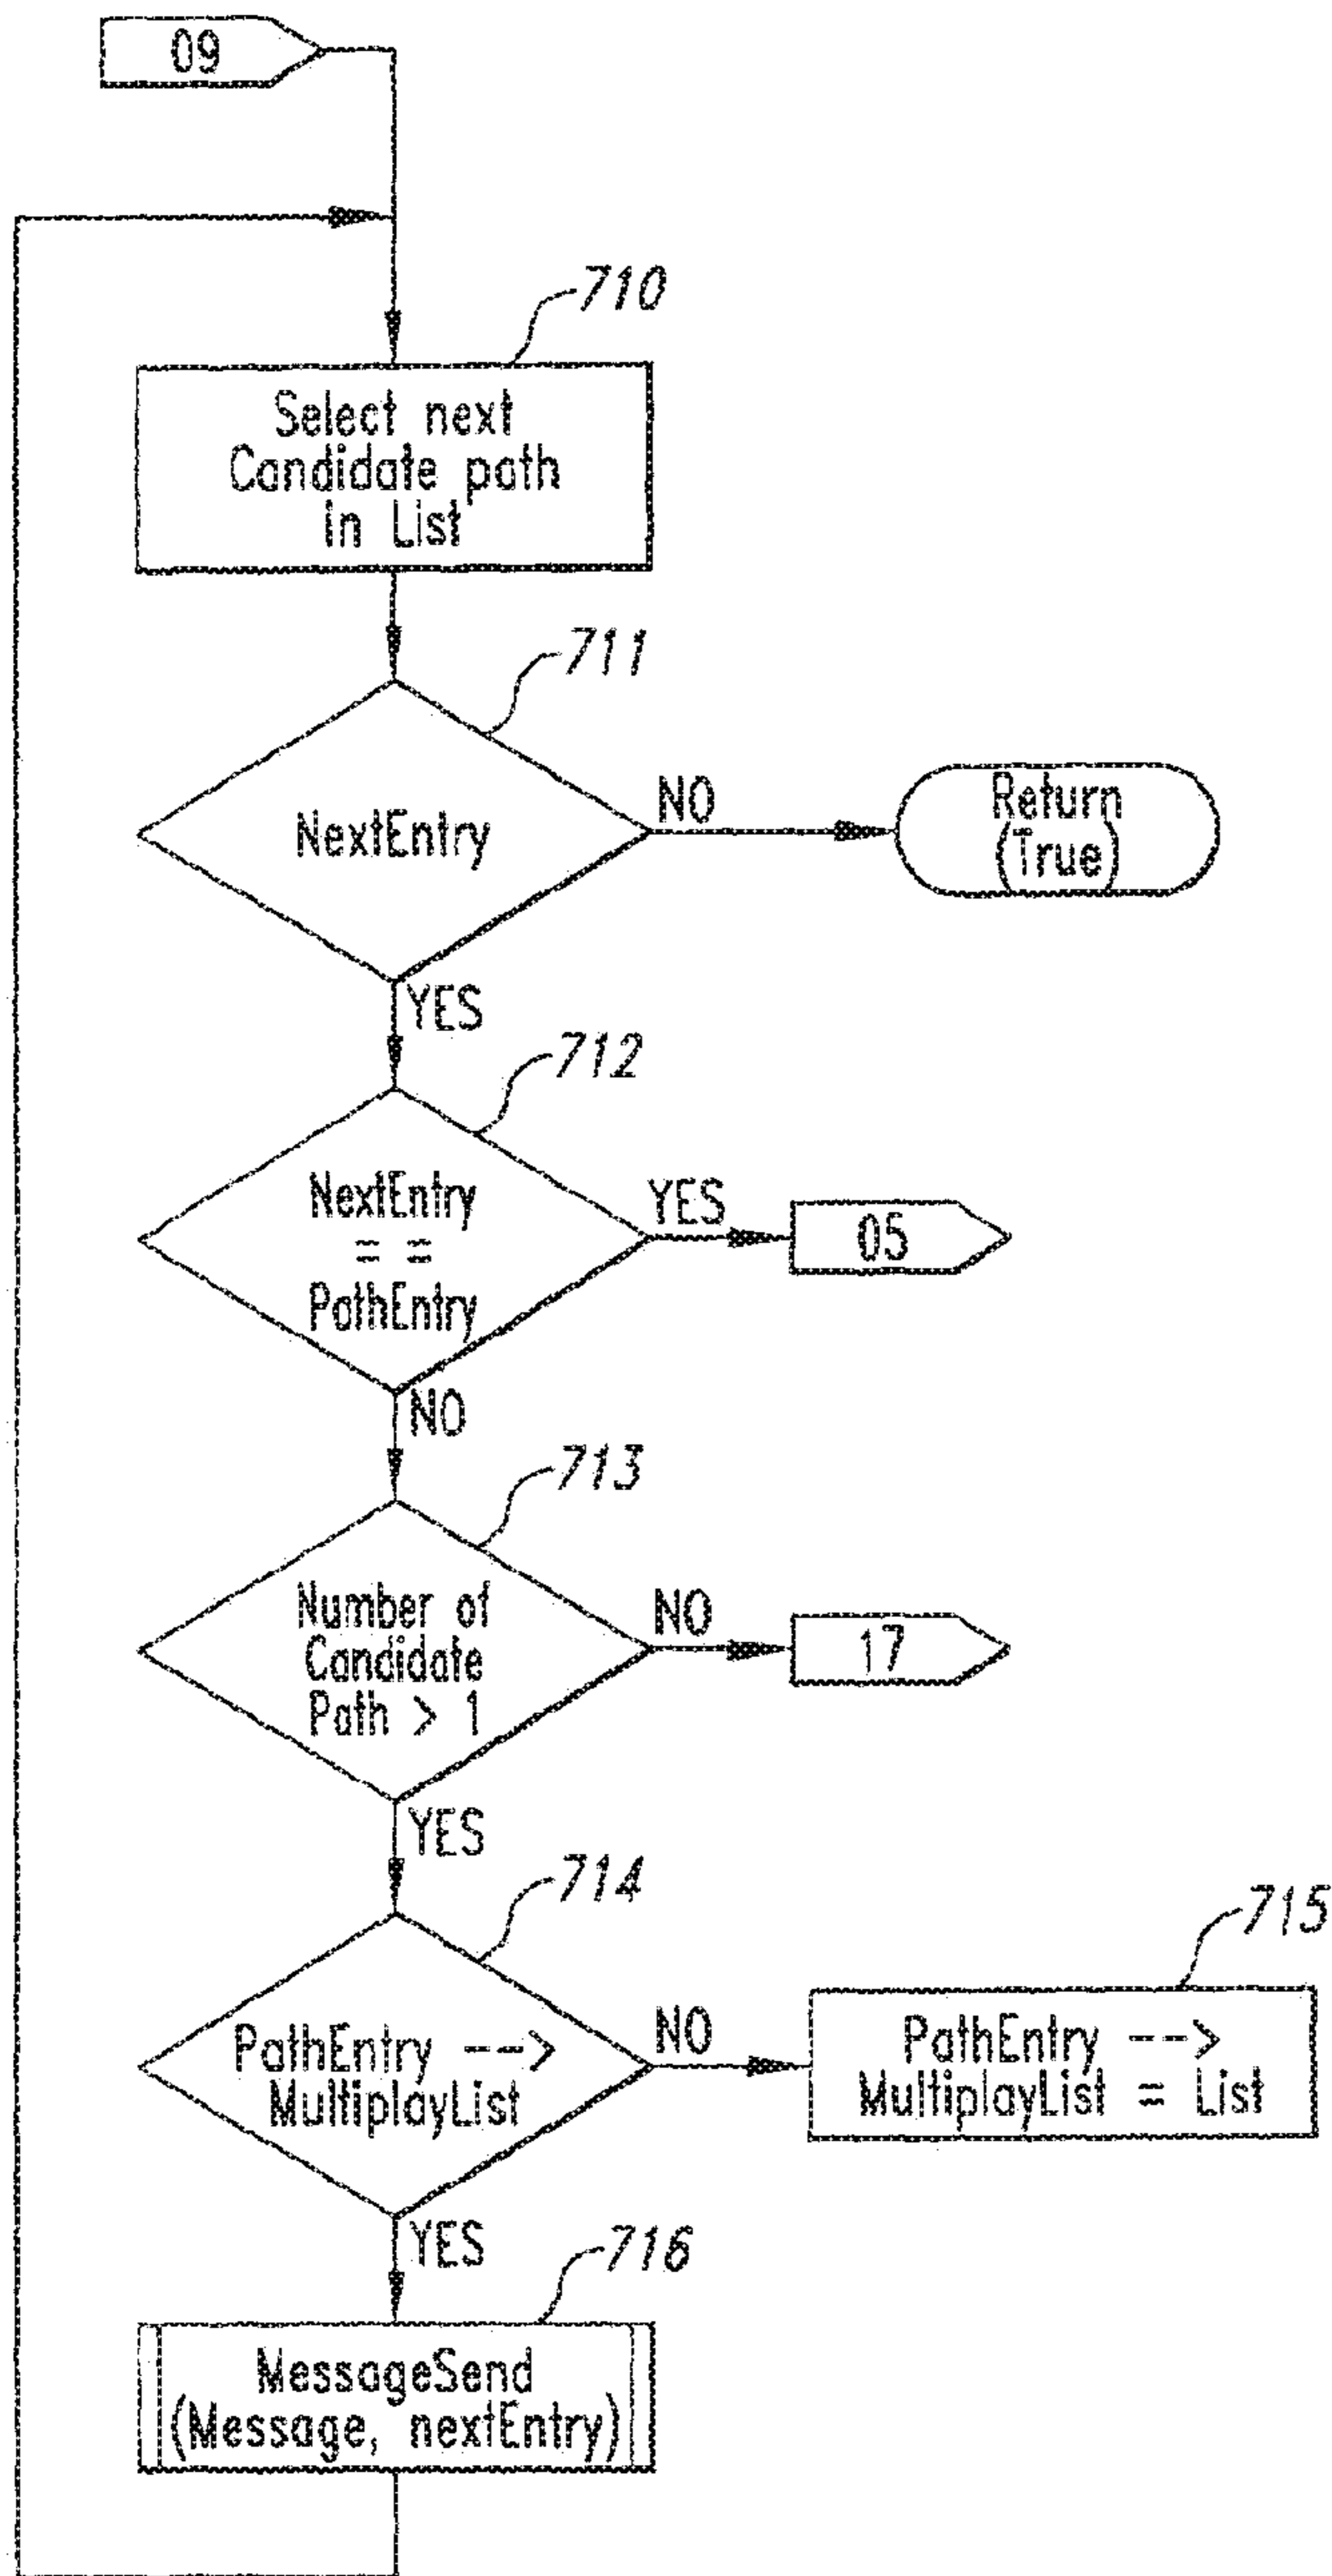 09
710
Select next
Candidate path
in List
711
NextEntry
NO
Return
(True)
YES
712
NextEntry
= =
PathEntry
YES
05
NO
713
Number of
Candidate
Path > 1
NO
17
YES
714
PathEntry -->
MultiplayList
NO
715
PathEntry -->
MultiplayList = List
YES
716
MessageSend
(Message, nextEntry)